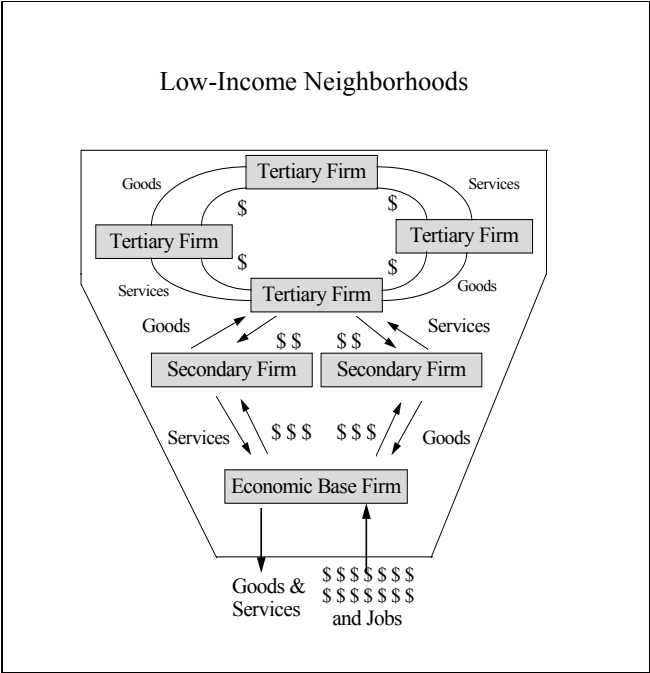 Low-Income Neighborhoods
Tertiary Firm
Goods
Services
$
$
Tertiary Firm
Tertiary Firm
$
$
Services
Goods
Tertiary Firm
Goods
Services
$ $
$ $
Secondary Firm
Secondary Firm
Services
$ $ $
$ $ $
Goods
Economic Base Firm
Goods &
Services
$ $ $ $ $ $ $
$ $ $ $ $ $ $
and Jobs